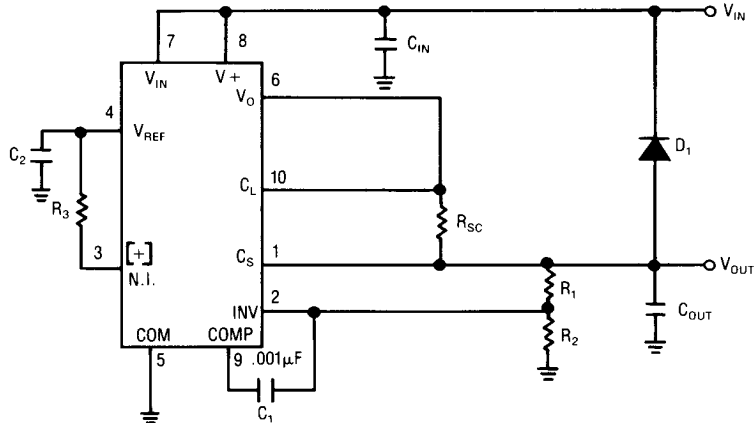 V_IN
7
8
C_IN
V_IN
V+
6
V_O
4
V_REF
C_2
D_1
10
C_L
R_3
R_SC
3
[+]
N.I.
C_S
1
V_OUT
R_1
2
INV
C_OUT
R_2
COM
COMP
5
9
.001μF
C_1